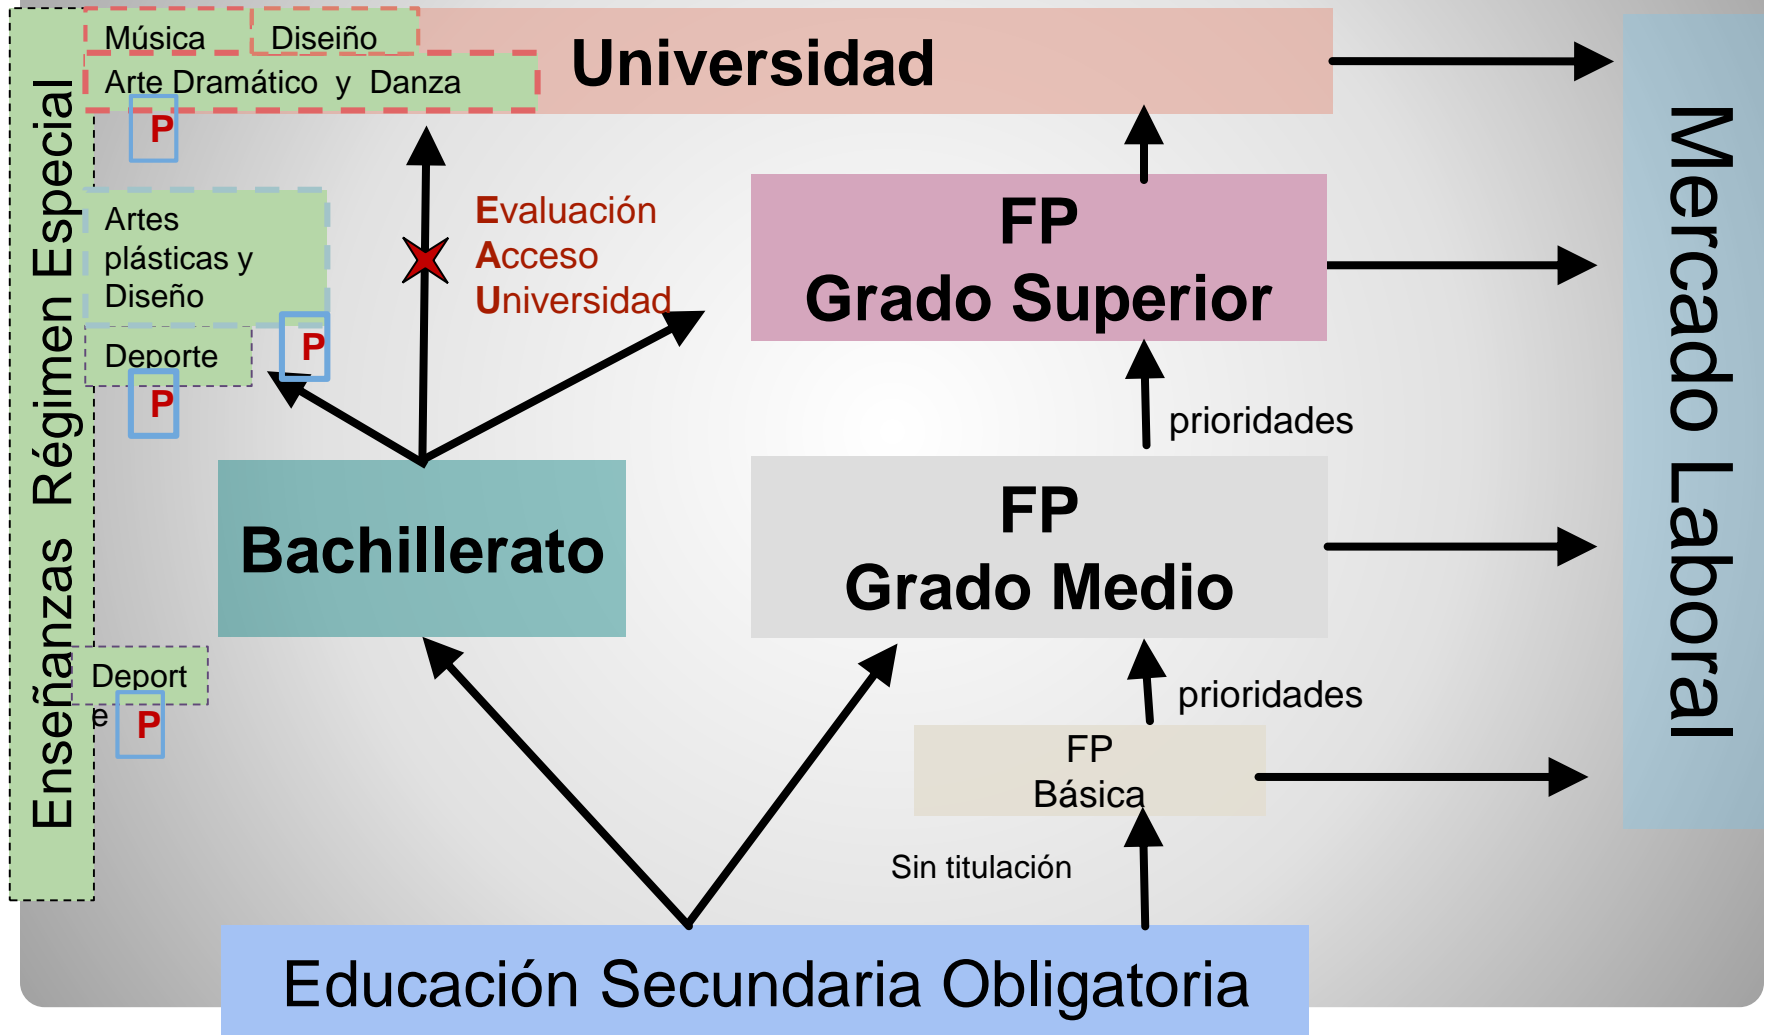 Música
Diseiño
Universidad
Arte Dramático y Danza
P
Enseñanzas Régimen Especial
Artes
plásticas y
Diseño
P
Deporte
P
Evaluación
Acceso
Universidad
FP
Grado Superior
prioridades
Bachillerato
FP
Grado Medio
Deport
e
P
prioridades
FP
Básica
Sin titulación
Educación Secundaria Obligatoria
Mercado Laboral